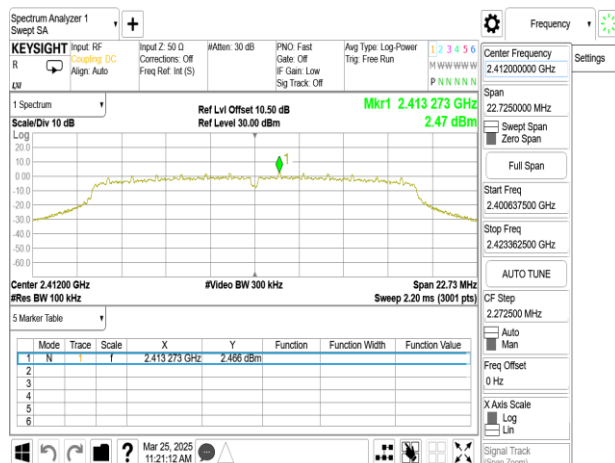 Spectrum Analyzer 1
Swept SA
+
Frequency
KEYSIGHT
R
LXI
Input: RF
Coupling: DC
Align: Auto
Input Z: 50 Ω
Corrections: Off
Freq Ref: Int (S)
#Atten: 30 dB
PNO: Fast
Gate: Off
IF Gain: Low
Sig Track: Off
Avg Type: Log-Power
Trig: Free Run
1 2 3 4 5 6
M W W W W W
P N N N N N
1 Spectrum
Scale/Div 10 dB
Log
Ref Lvl Offset 10.50 dB
Ref Level 30.00 dBm
Mkr1 2.413 273 GHz
2.47 dBm
20.0
10.0
0.00
-10.0
-20.0
-30.0
-40.0
-50.0
-60.0
1
Center 2.41200 GHz
#Res BW 100 kHz
#Video BW 300 kHz
Span 22.73 MHz
Sweep 2.20 ms (3001 pts)
5 Marker Table
Mode Trace Scale X Y Function Function Width Function Value
1 N 1 f 2.413 273 GHz 2.466 dBm
2
3
4
5
6
Mar 25, 2025
11:21:12 AM
Center Frequency
2.412000000 GHz
Settings
Span
22.7250000 MHz
Swept Span
Zero Span
Full Span
Start Freq
2.400637500 GHz
Stop Freq
2.423362500 GHz
AUTO TUNE
CF Step
2.272500 MHz
Auto
Man
Freq Offset
0 Hz
X Axis Scale
Log
Lin
Signal Track
(Span Zoom)